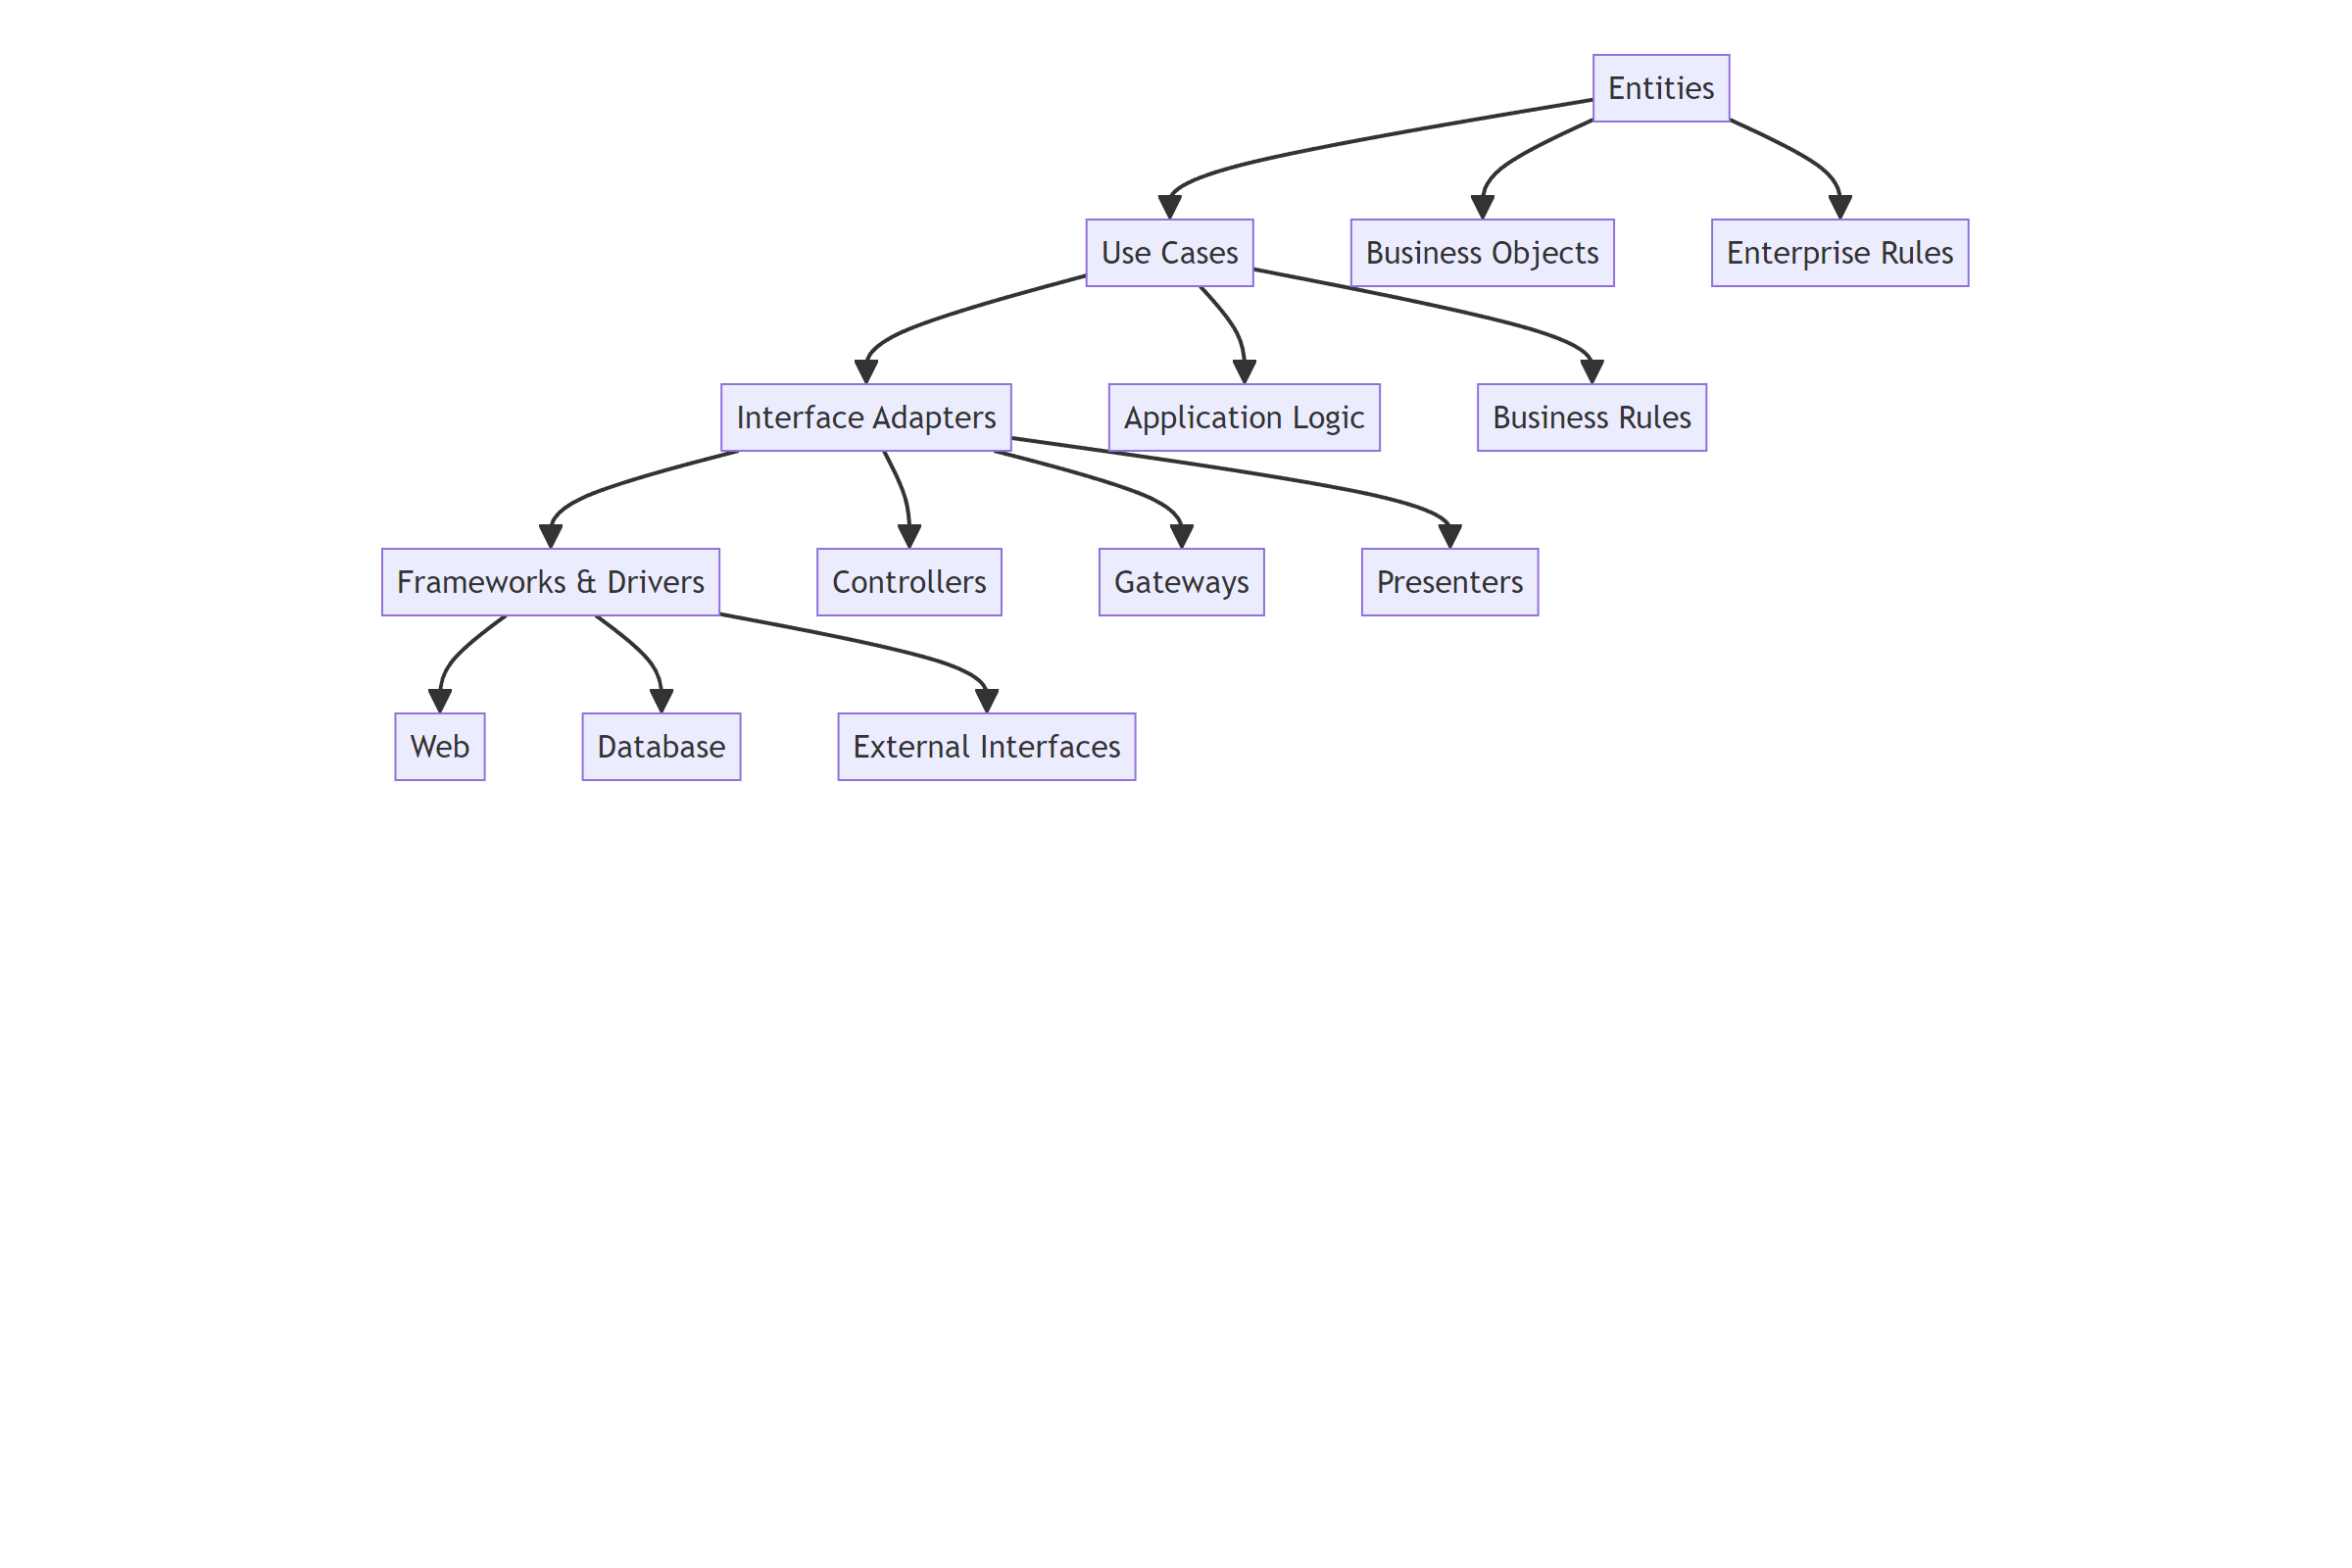 Entities
Use Cases
Business Objects
Enterprise Rules
Interface Adapters
Application Logic
Business Rules
Frameworks & Drivers
Controllers
Gateways
Presenters
Web
Database
External Interfaces